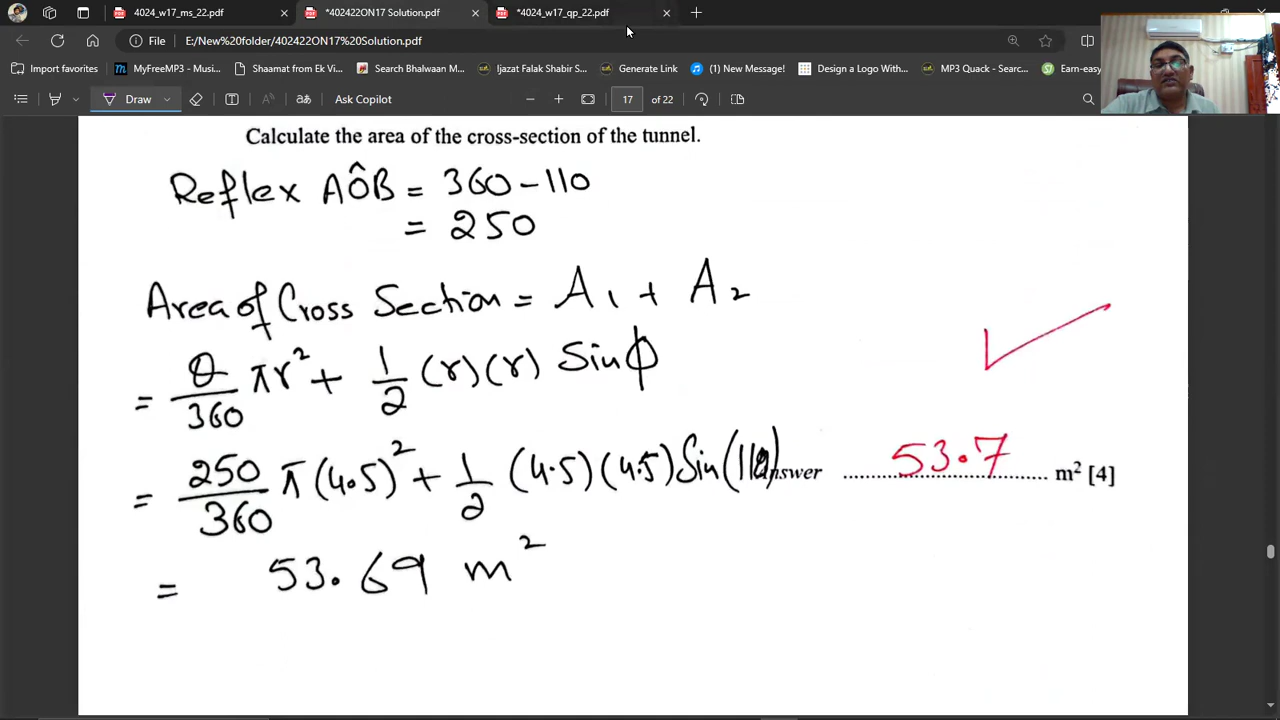 4024_w17_ms_22.pdf
*402422ON17 Solution.pdf
*4024_w17_qp_22.pdf
File E:/New%20folder/402422ON17%20Solution.pdf
Import favorites MyFreeMP3 - Musi... Shaamat from Ek Vi... Search Bhalwaan M... Ijazat Falak Shabir S... Generate Link (1) New Message! Design a Logo With... MP3 Quack - Searc... Earn-easy
Draw Ask Copilot 17 of 22
Calculate the area of the cross-section of the tunnel.
Reflex AÔB = 360 - 110
= 250
Area of Cross Section = A₁ + A₂
= θ/360 πr² + 1/2 (r)(r) Sinϕ
= 250/360 π(4.5)² + 1/2 (4.5)(4.5) Sin(110) Answer 53.7 m² [4]
= 53.69 m²